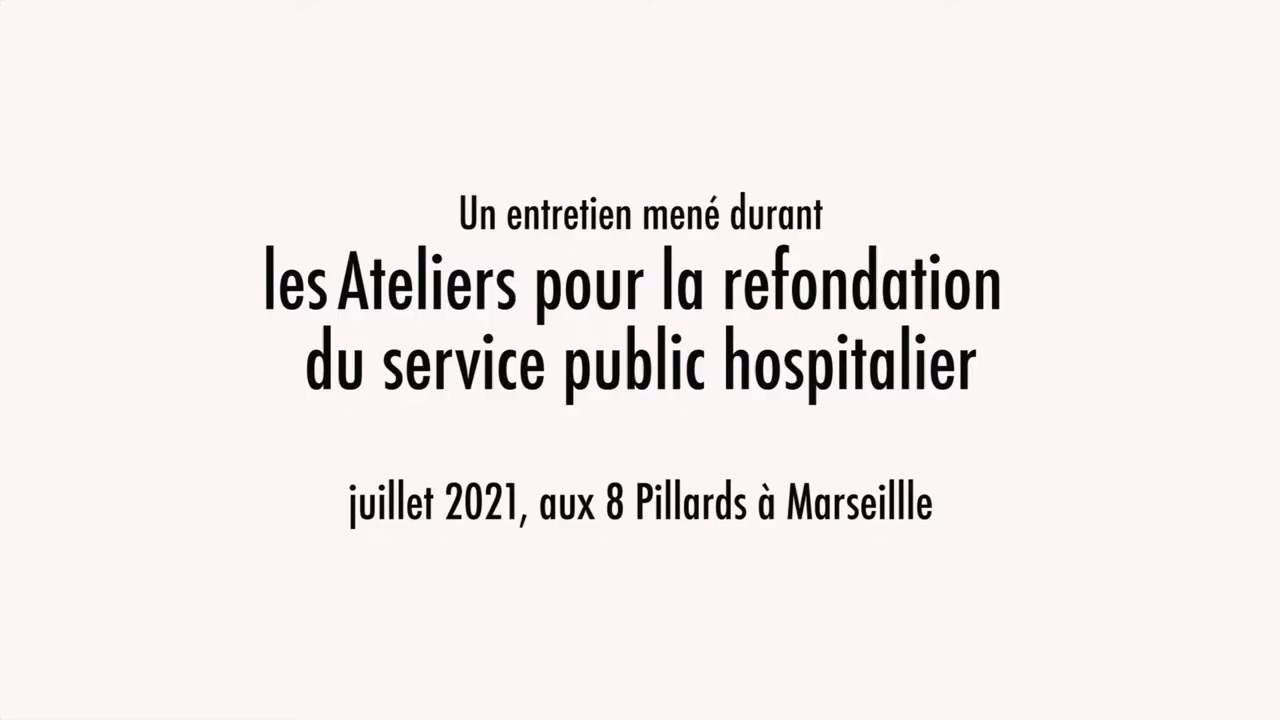 Un entretien mené durant
les Ateliers pour la refondation
du service public hospitalier
juillet 2021, aux 8 Pillards à Marseillle